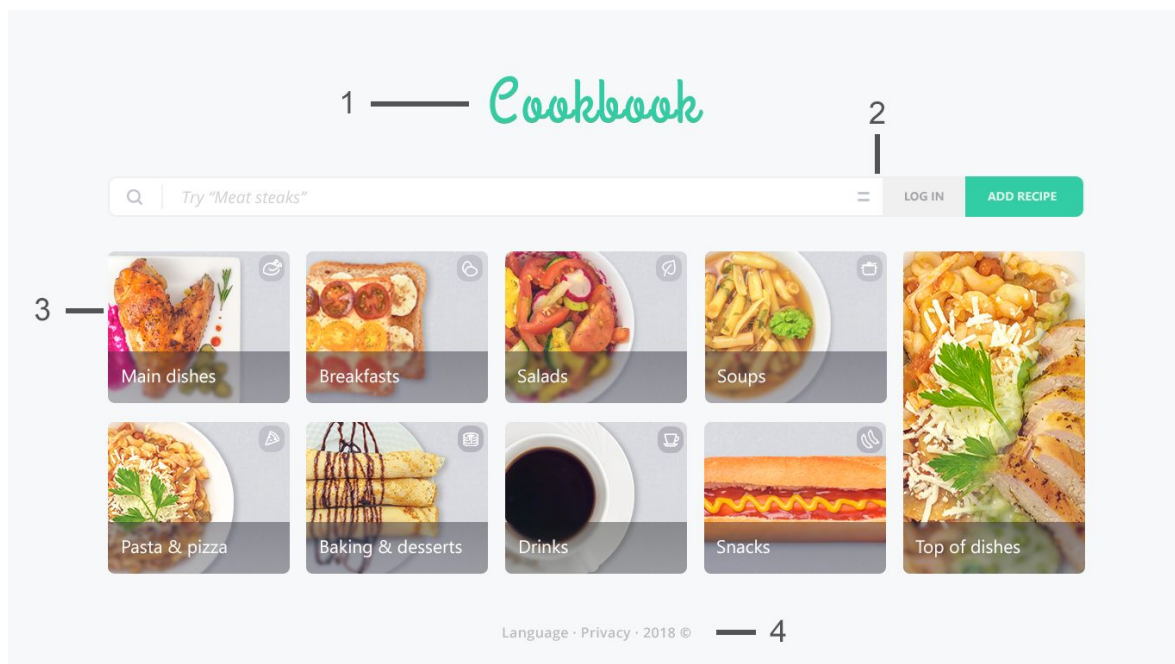 1
Cookbook
2
Try “Meat steaks”
LOG IN
ADD RECIPE
3
Main dishes
Breakfasts
Salads
Soups
Pasta & pizza
Baking & desserts
Drinks
Snacks
Top of dishes
Language · Privacy · 2018 ©
4